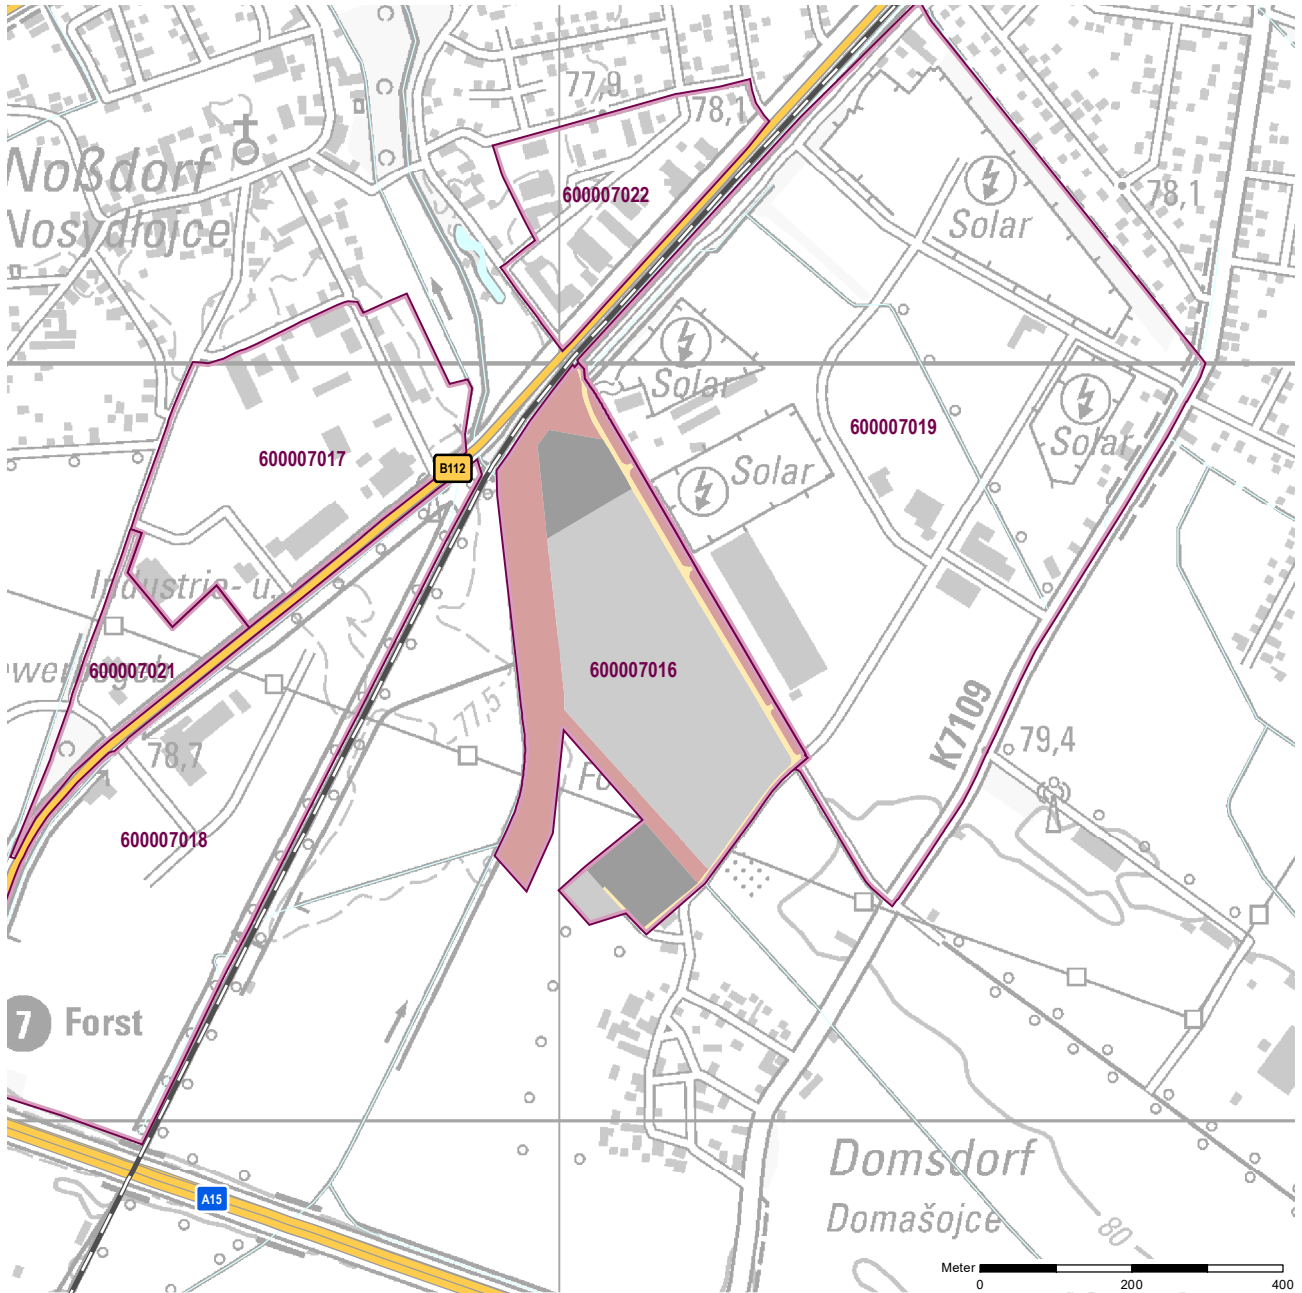 77,9
78,1
Noßdorf
Nosydłojce
600007022
78,1
Solar
Solar
600007019
Solar
600007017
B112
Solar
Industrie- u.
600007016
600007021
77,5
K7109
79,4
78,7
600007018
7 Forst
Domsdorf
Domašojce
A15
80
Meter
0 200 400